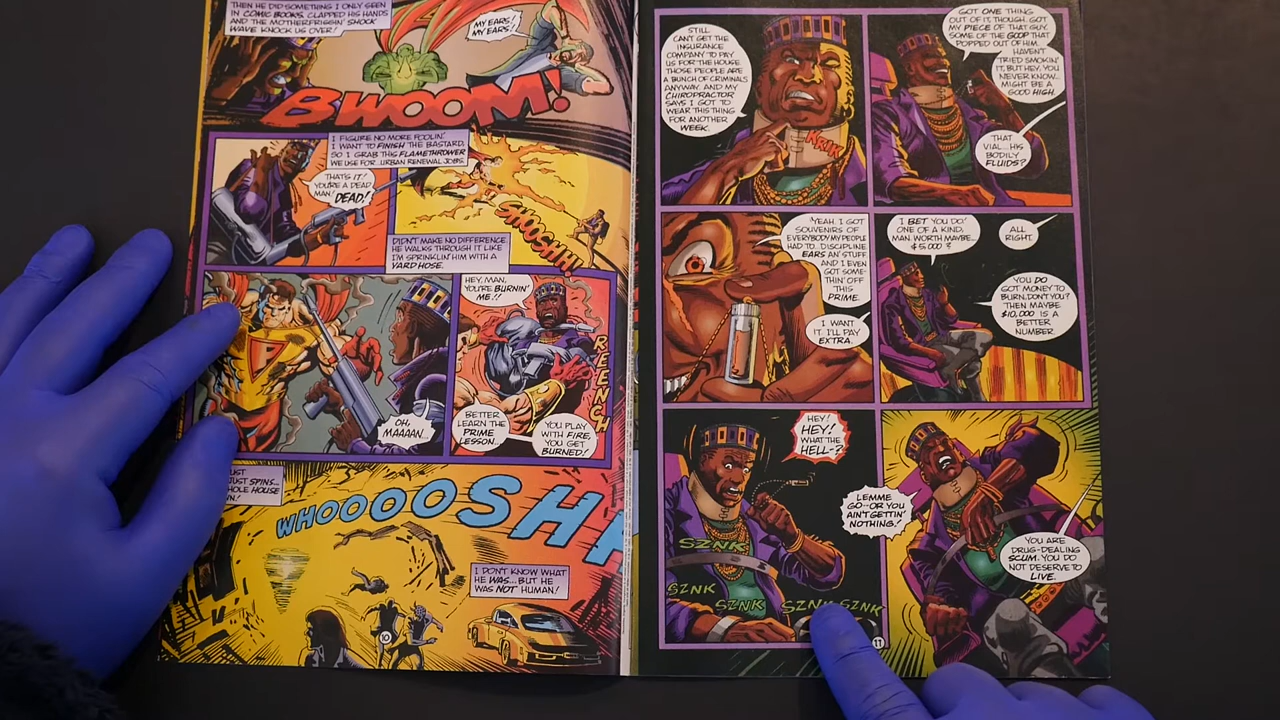 THEN HE DID SOMETHING I ONLY SEEN
IN COMIC BOOKS. CLAPPED HIS HANDS
AND THE MOTHERFRIGGIN' SHOCK
WAVE KNOCK US OVER!
MY EARS!
MY EARS!
BWOOM!
I FIGURE NO MORE FOOLIN'.
I WANT TO FINISH THE BASTARD.
SO I GRAB THIS FLAMETHROWER
WE USE FOR...URBAN RENEWAL JOBS.
THAT'S IT!
YOU'RE A DEAD
MAN! DEAD!
SHOOSHH!
DIDN'T MAKE NO DIFFERENCE.
HE WALKS THROUGH IT LIKE
I'M SPRINKLIN' HIM WITH A
YARD HOSE.
OH,
MAAAN...
HEY, MAN,
YOU'RE BURNIN'
ME!!
BETTER
LEARN THE
PRIME
LESSON...
YOU PLAY
WITH FIRE,
YOU GET
BURNED!
JUST SPINS...
HOLE HOUSE
WHOOOOSHH
I DON'T KNOW WHAT
HE WAS...BUT HE
WAS NOT HUMAN!
10
STILL
CAN'T GET THE
INSURANCE
COMPANY TO PAY
US FOR THE HOUSE.
THOSE PEOPLE ARE
A BUNCH OF CRIMINALS
ANYWAY. AND MY
CHIROPRACTOR
SAYS I GOT TO
WEAR THIS THING
FOR ANOTHER
WEEK.
KRIK
GOT ONE THING
OUT OF IT, THOUGH. GOT
MY PIECE OF THAT GUY.
SOME OF THE GOOP THAT
POPPED OUT OF HIM.
HAVEN'T
TRIED SMOKIN'
IT, BUT HEY, YOU
NEVER KNOW...
MIGHT BE A
GOOD HIGH.
THAT
VIAL...HIS
BODILY
FLUIDS?
YEAH. I GOT
SOUVENIRS OF
EVERYBODY MY PEOPLE
HAD TO...DISCIPLINE.
EARS AN' STUFF.
AND I EVEN
GOT SOME-
THIN' OFF
THIS
PRIME.
I WANT
IT. I'LL PAY
EXTRA.
I BET YOU DO!
ONE OF A KIND,
MAN. WORTH MAYBE...
$5,000?
ALL
RIGHT.
YOU DO
GOT MONEY TO
BURN, DON'T YOU?
THEN MAYBE
$10,000 IS A
BETTER
NUMBER.
HEY!
HEY!
WHAT THE
HELL-?
SZNK
SZNK
SZNK
SZNK
SZNK
11
LEMME
GO--OR YOU
AIN'T GETTIN'
NOTHING!
YOU ARE
DRUG-DEALING
SCUM. YOU DO
NOT DESERVE TO
LIVE.